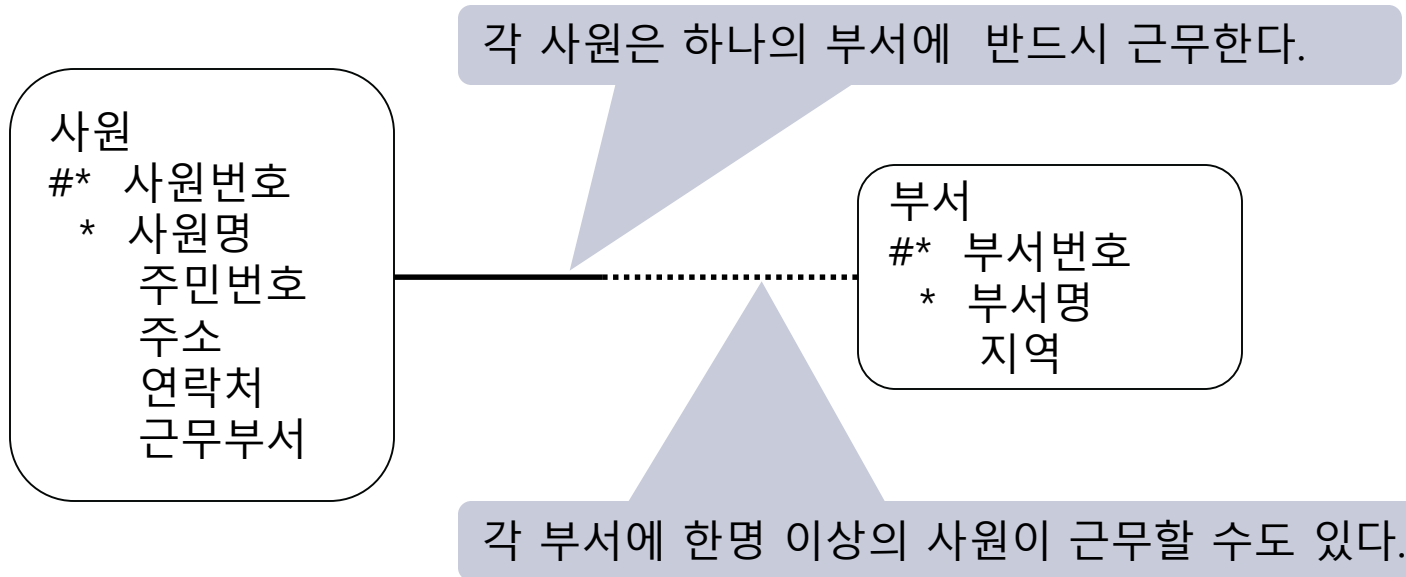 각 사원은 하나의 부서에 반드시 근무한다.
사원
#* 사원번호
* 사원명
주민번호
주소
연락처
근무부서
부서
#* 부서번호
* 부서명
지역
각 부서에 한명 이상의 사원이 근무할 수도 있다.